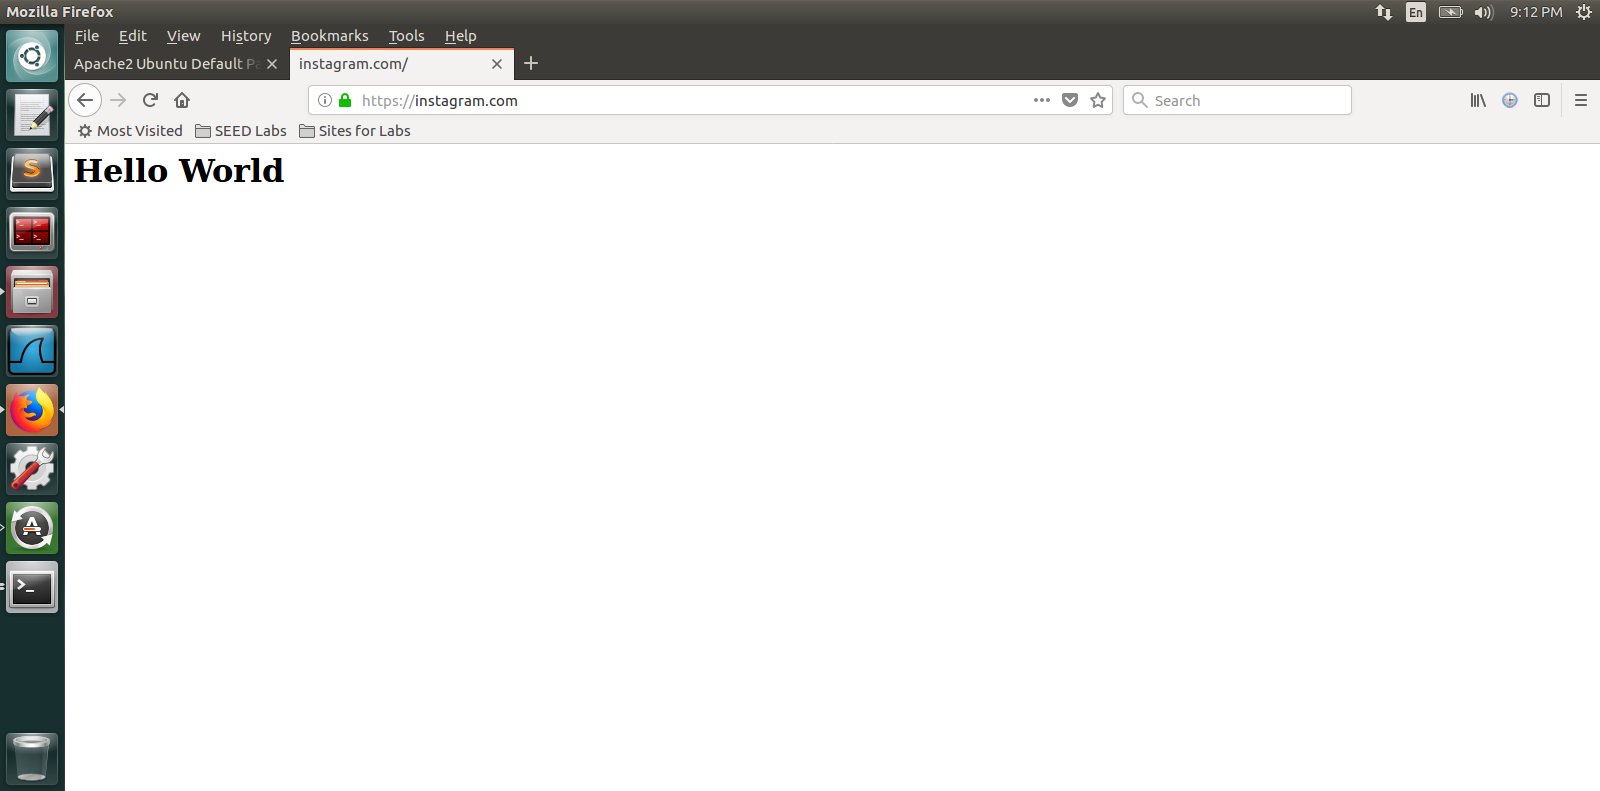 Mozilla Firefox
En
9:12 PM
File Edit View History Bookmarks Tools Help
Apache2 Ubuntu Default Pa
instagram.com/
https://instagram.com
Search
Most Visited SEED Labs Sites for Labs
Hello World